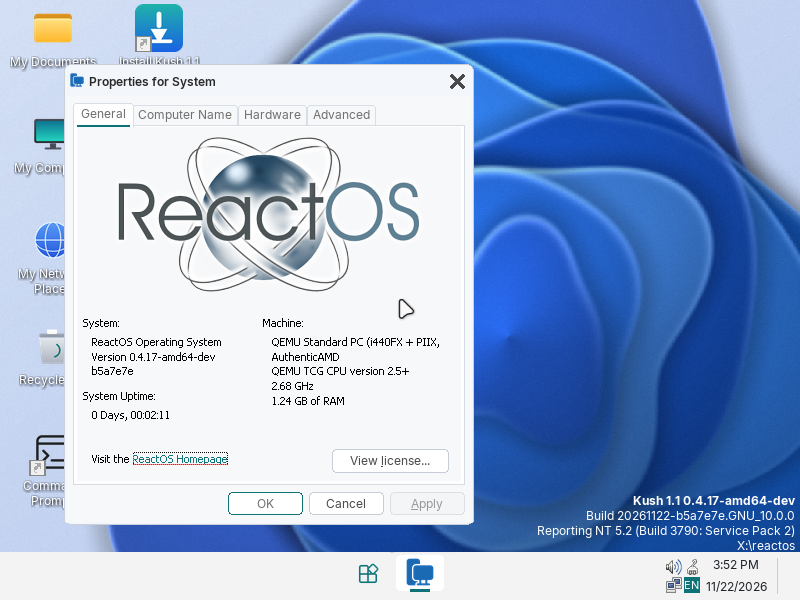 My Documents
Install Kush 1.1
Properties for System
General
Computer Name
Hardware
Advanced
My Com
ReactOS
My Netw
Place
System:
Machine:
ReactOS Operating System
QEMU Standard PC (i440FX + PIIX,
Version 0.4.17-amd64-dev
AuthenticAMD
b5a7e7e
QEMU TCG CPU version 2.5+
2.68 GHz
Recycle
System Uptime:
1.24 GB of RAM
0 Days, 00:02:11
Visit the ReactOS Homepage
View license...
Comma
Promp
OK
Cancel
Apply
Kush 1.1 0.4.17-amd64-dev
Build 20261122-b5a7e7e.GNU_10.0.0
Reporting NT 5.2 (Build 3790: Service Pack 2)
X:\reactos
3:52 PM
EN
11/22/2026